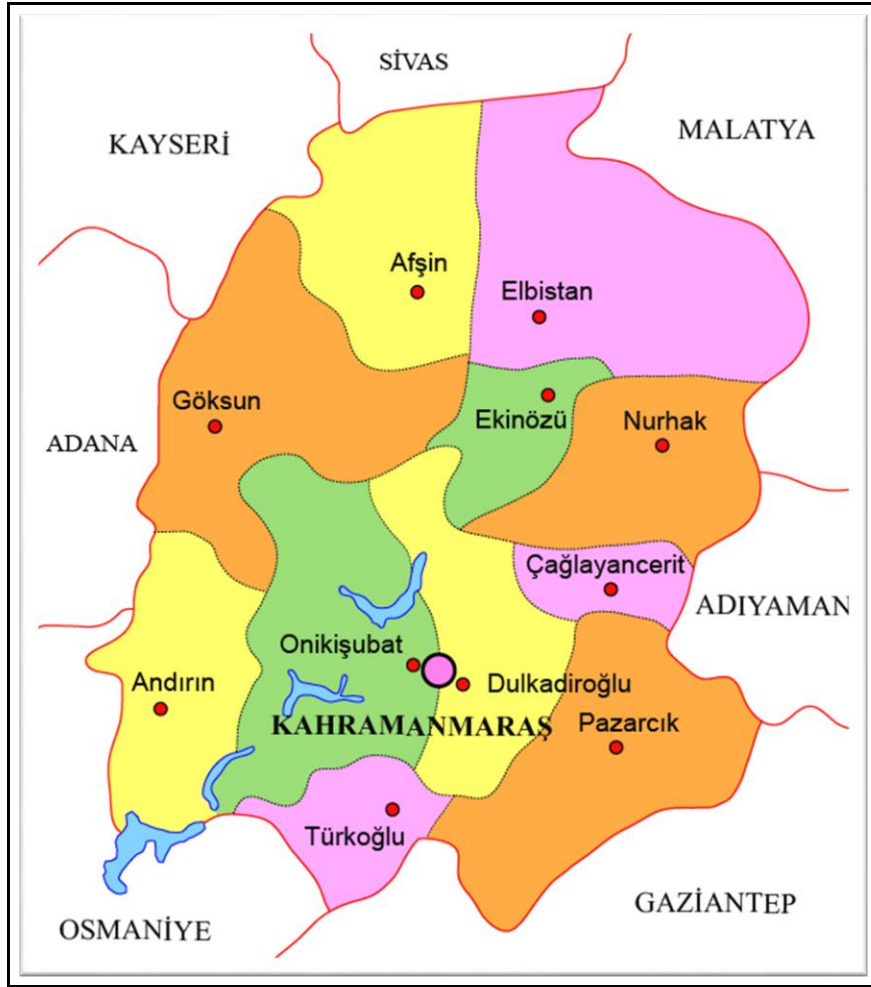 SİVAS
KAYSERİ
MALATYA
Afşin
Elbistan
Göksun
Ekinözü
Nurhak
ADANA
Çağlayancerit
ADIYAMAN
Onikişubat
Andırın
Dulkadiroğlu
KAHRAMANMARAŞ
Pazarcık
Türkoğlu
GAZİANTEP
OSMANİYE